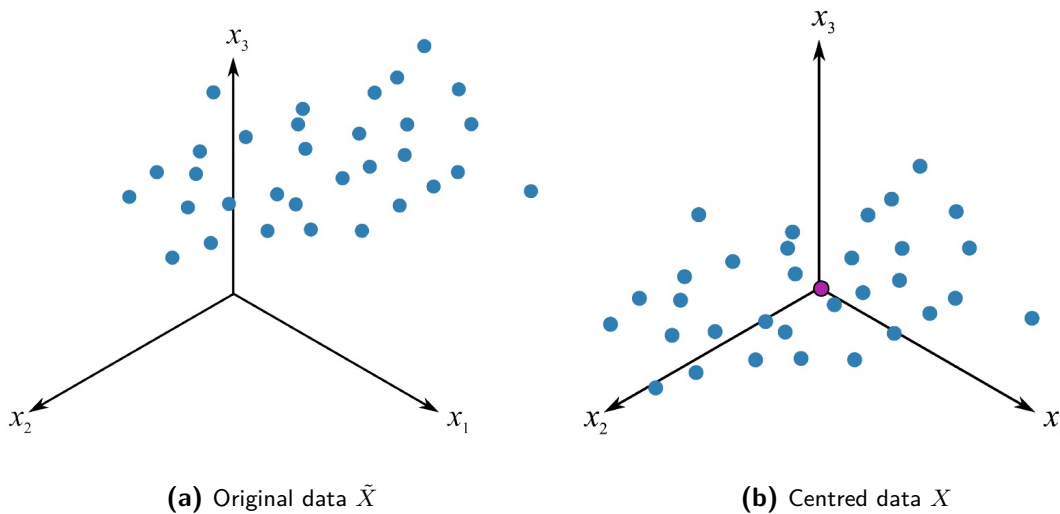 x₃
x₂
x₁
(a) Original data X̃
x₃
x₂
x
(b) Centred data X